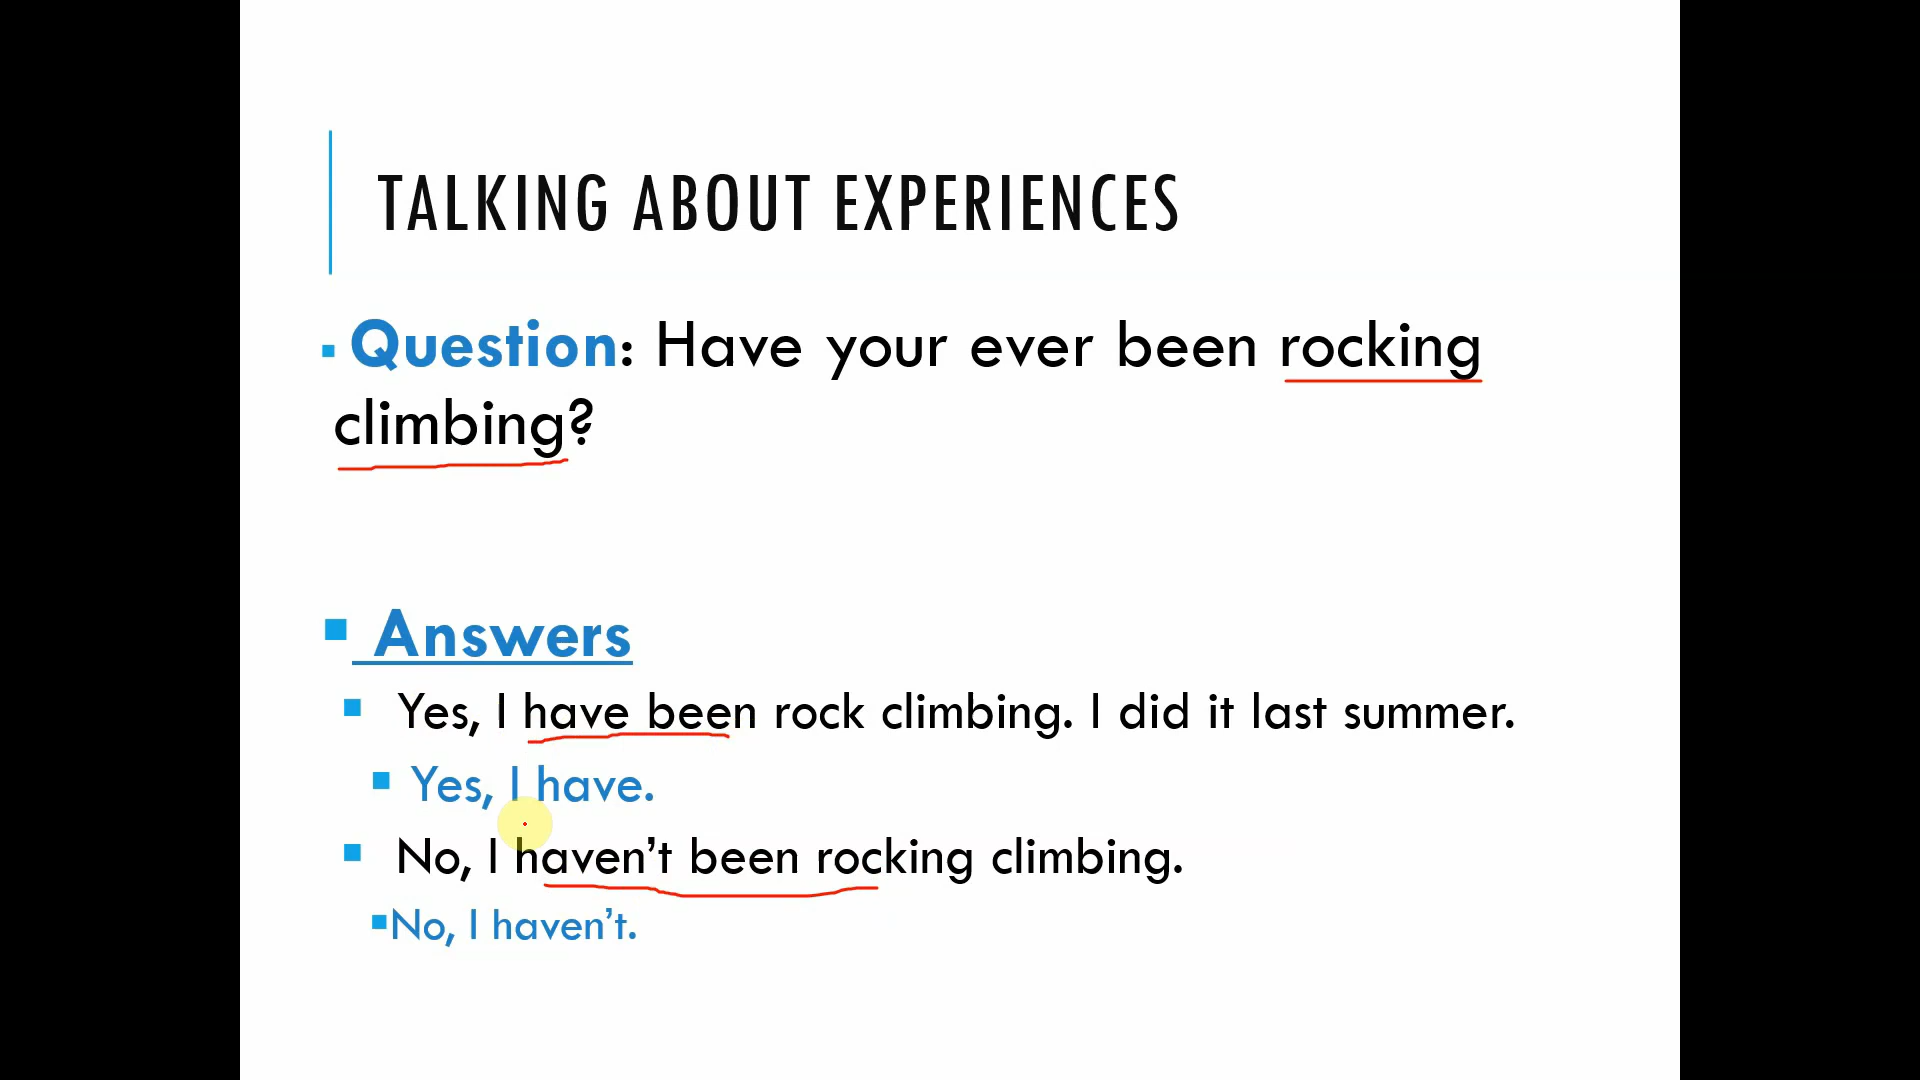 TALKING ABOUT EXPERIENCES
Question: Have your ever been rocking
climbing?
Answers
Yes, I have been rock climbing. I did it last summer.
Yes, I have.
No, I haven't been rocking climbing.
No, I haven't.